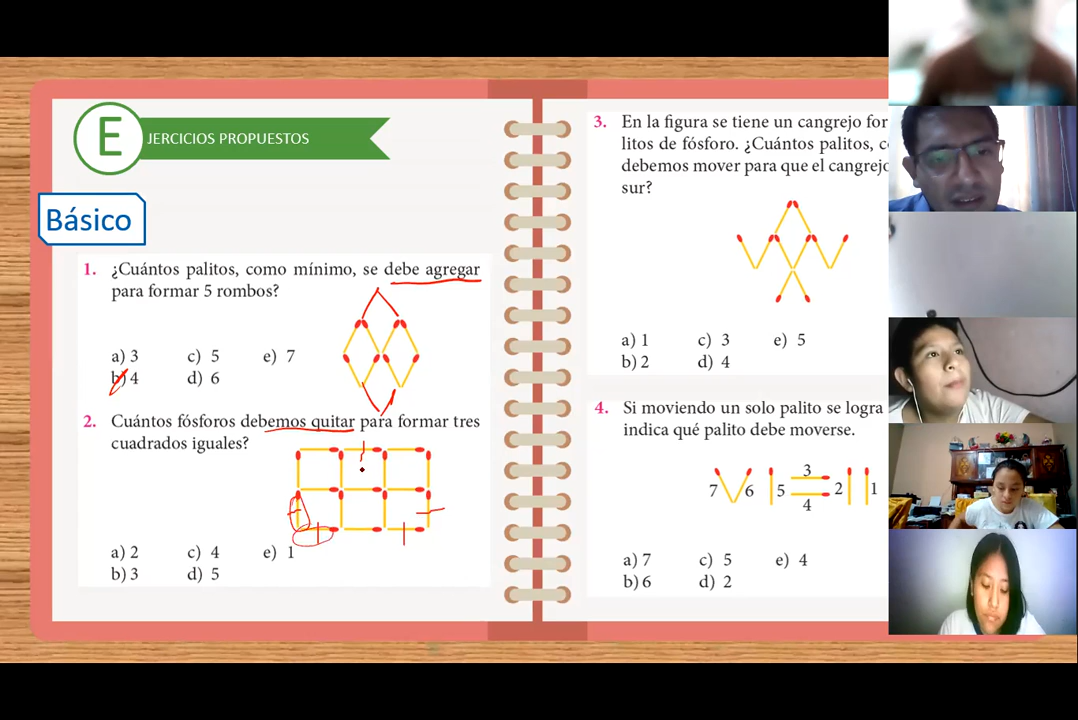 E
JERCICIOS PROPUESTOS
Básico
1. ¿Cuántos palitos, como mínimo, se debe agregar
para formar 5 rombos?
a) 3 c) 5 e) 7
b) 4 d) 6
2. Cuántos fósforos debemos quitar para formar tres
cuadrados iguales?
a) 2 c) 4 e) 1
b) 3 d) 5
3. En la figura se tiene un cangrejo for
litos de fósforo. ¿Cuántos palitos, c
debemos mover para que el cangrejo
sur?
a) 1 c) 3 e) 5
b) 2 d) 4
4. Si moviendo un solo palito se logra
indica qué palito debe moverse.
7 6 5 3 4 2 1
a) 7 c) 5 e) 4
b) 6 d) 2